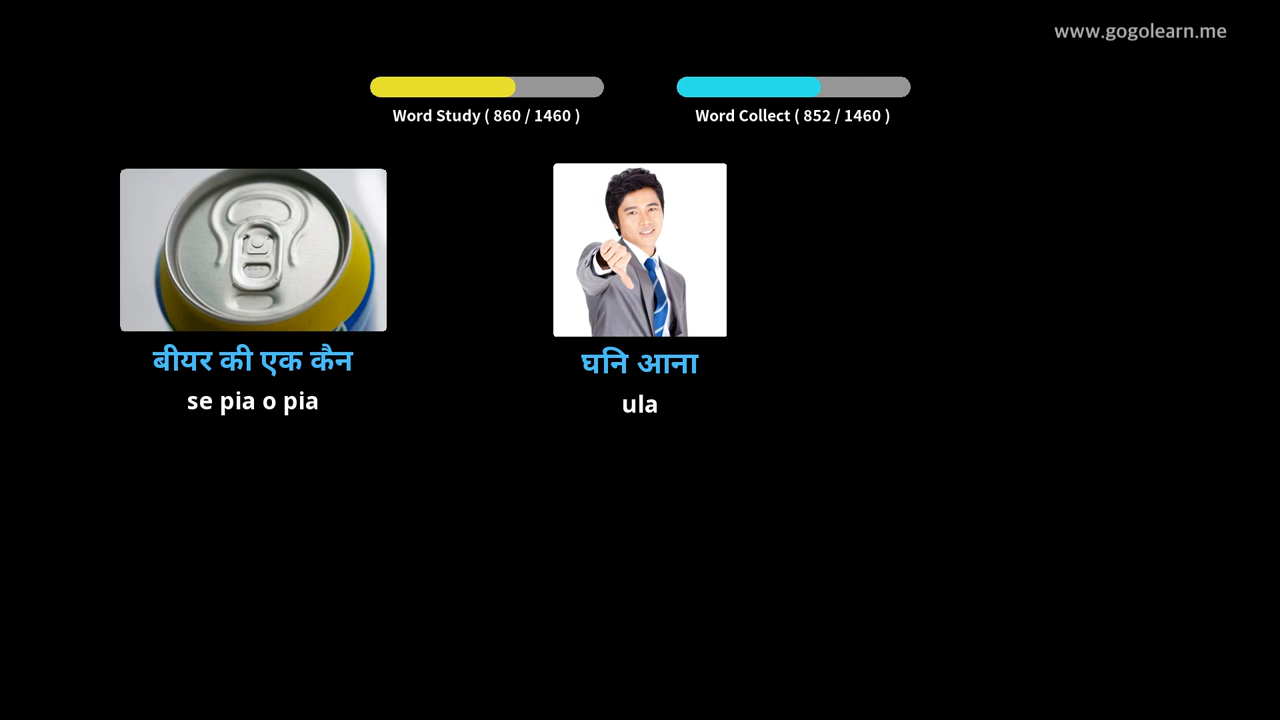 www.gogolearn.me
Word Study ( 860 / 1460 )
Word Collect ( 852 / 1460 )
बीयर की एक कैन
se pia o pia
घनि आना
ula